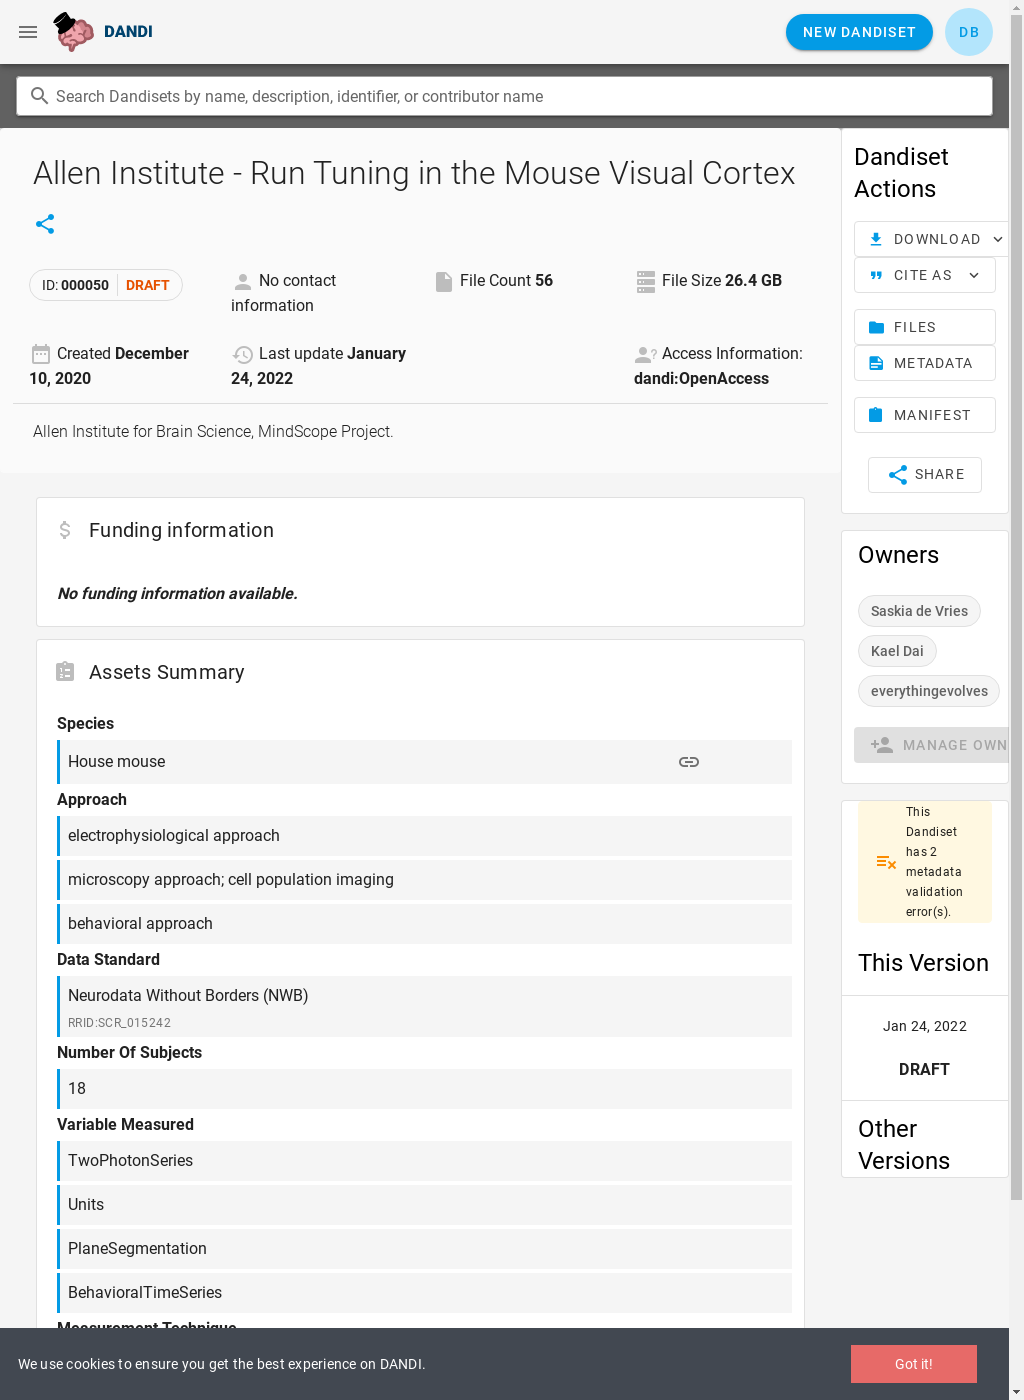 DANDI
NEW DANDISET
DB
Search Dandisets by name, description, identifier, or contributor name
Allen Institute - Run Tuning in the Mouse Visual Cortex
ID: 000050 DRAFT
No contact
information
File Count 56
File Size 26.4 GB
Created December
10, 2020
Last update January
24, 2022
Access Information:
dandi:OpenAccess
Allen Institute for Brain Science, MindScope Project.
Funding information
No funding information available.
Assets Summary
Species
House mouse
Approach
electrophysiological approach
microscopy approach; cell population imaging
behavioral approach
Data Standard
Neurodata Without Borders (NWB)
RRID:SCR_015242
Number Of Subjects
18
Variable Measured
TwoPhotonSeries
Units
PlaneSegmentation
BehavioralTimeSeries
Measurement Technique
Dandiset
Actions
DOWNLOAD
CITE AS
FILES
METADATA
MANIFEST
SHARE
Owners
Saskia de Vries
Kael Dai
everythingevolves
MANAGE OWN
This
Dandiset
has 2
metadata
validation
error(s).
This Version
Jan 24, 2022
DRAFT
Other
Versions
We use cookies to ensure you get the best experience on DANDI.
Got it!